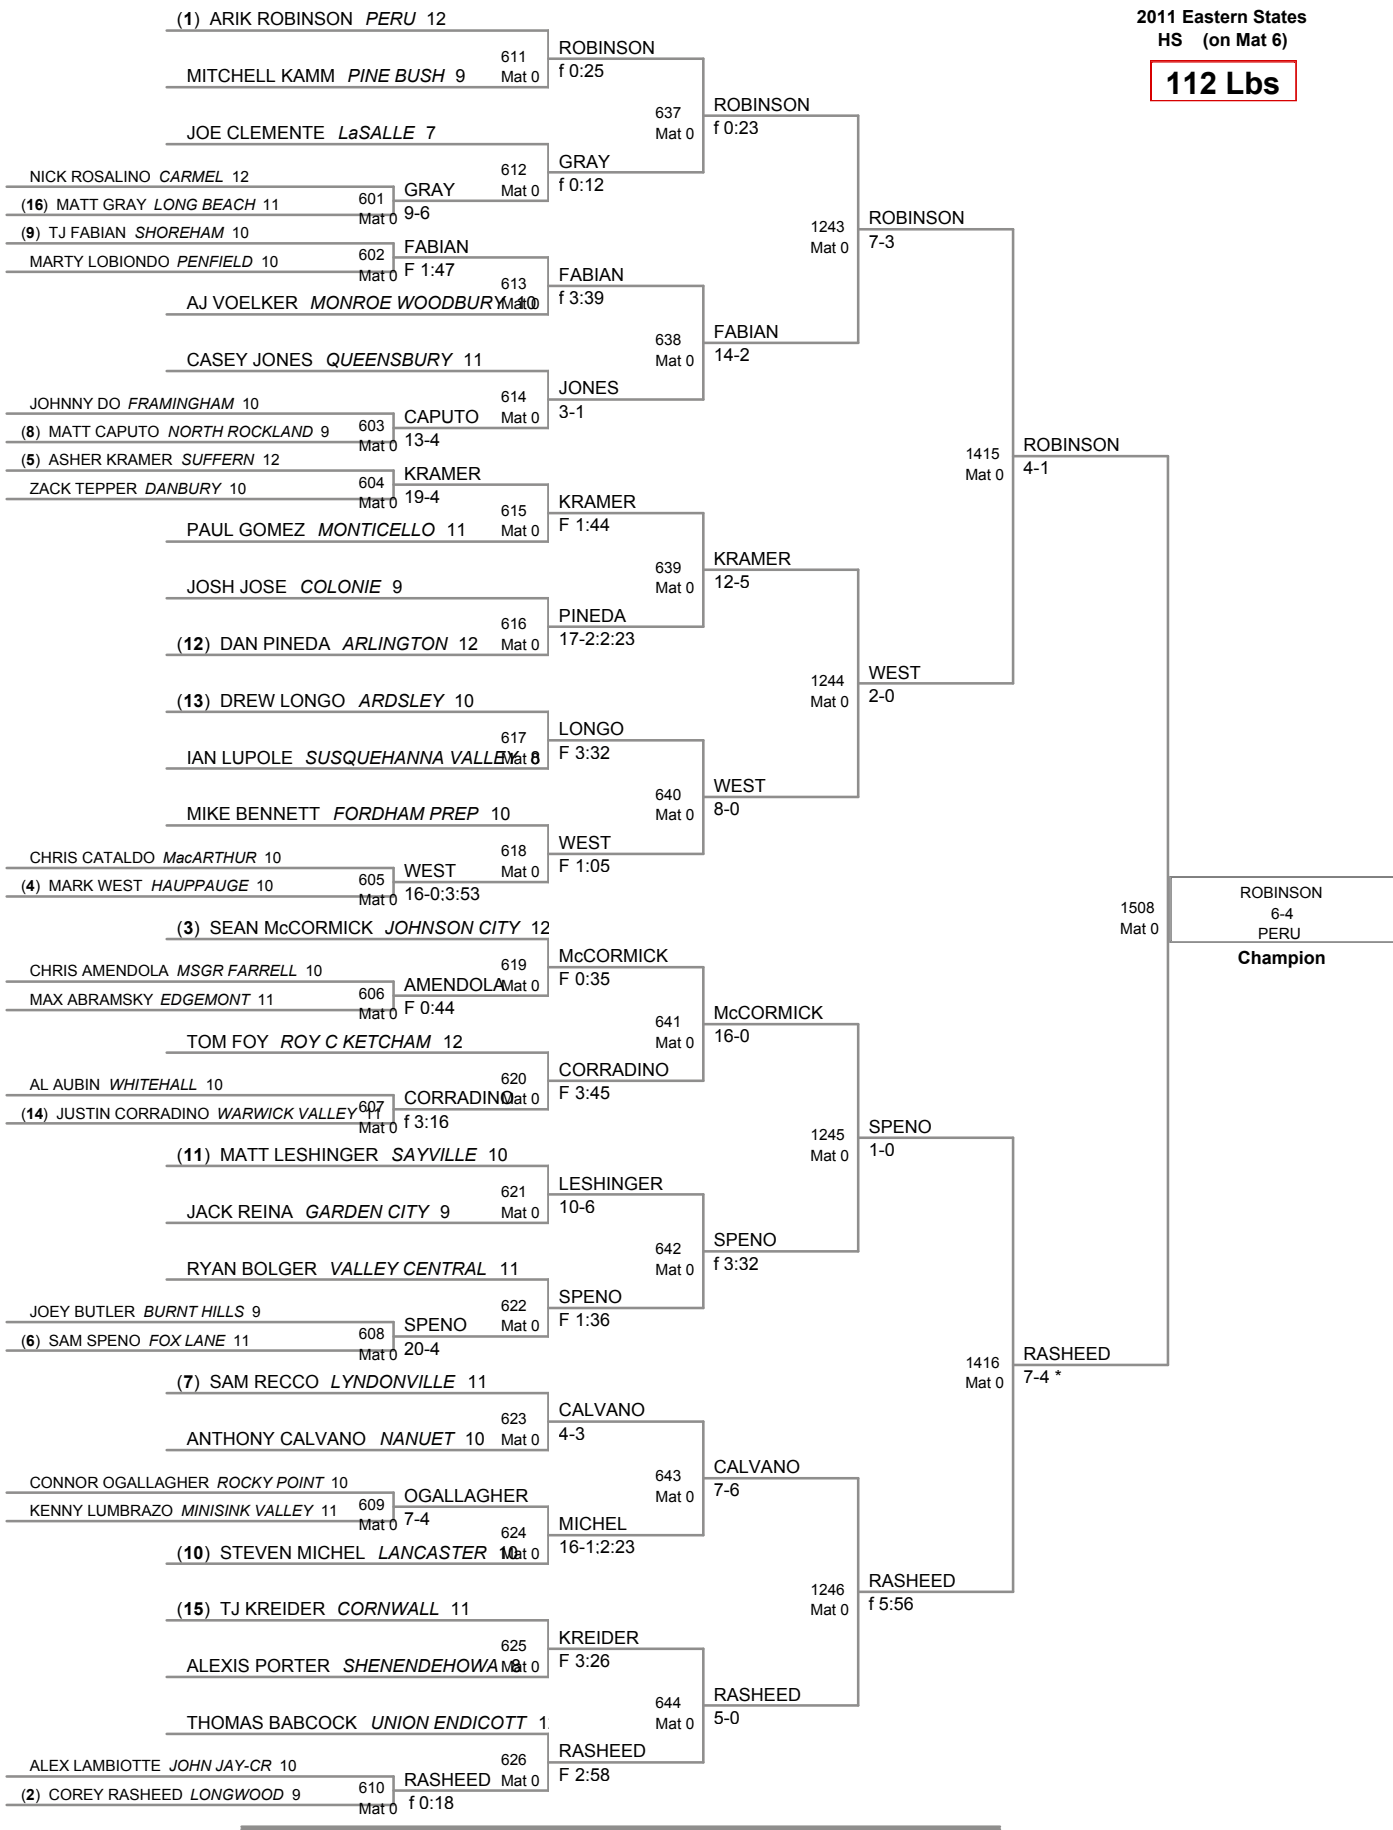 2011 Eastern States
HS (on Mat 6)
112 Lbs
(1) ARIK ROBINSON PERU 12
611
Mat 0
ROBINSON
f 0:25
MITCHELL KAMM PINE BUSH 9
637
Mat 0
ROBINSON
f 0:23
JOE CLEMENTE LaSALLE 7
612
Mat 0
GRAY
f 0:12
NICK ROSALINO CARMEL 12
601
Mat 0
GRAY
9-6
(16) MATT GRAY LONG BEACH 11
1243
Mat 0
ROBINSON
7-3
(9) TJ FABIAN SHOREHAM 10
602
Mat 0
FABIAN
F 1:47
MARTY LOBIONDO PENFIELD 10
613
Mat 0
FABIAN
f 3:39
AJ VOELKER MONROE WOODBURY 10
638
Mat 0
FABIAN
14-2
CASEY JONES QUEENSBURY 11
614
Mat 0
JONES
3-1
JOHNNY DO FRAMINGHAM 10
603
Mat 0
CAPUTO
13-4
(8) MATT CAPUTO NORTH ROCKLAND 9
1415
Mat 0
ROBINSON
4-1
(5) ASHER KRAMER SUFFERN 12
604
Mat 0
KRAMER
19-4
ZACK TEPPER DANBURY 10
615
Mat 0
KRAMER
F 1:44
PAUL GOMEZ MONTICELLO 11
639
Mat 0
KRAMER
12-5
JOSH JOSE COLONIE 9
616
Mat 0
PINEDA
17-2:2:23
(12) DAN PINEDA ARLINGTON 12
1244
Mat 0
WEST
2-0
(13) DREW LONGO ARDSLEY 10
617
Mat 0
LONGO
F 3:32
IAN LUPOLE SUSQUEHANNA VALLEY 8
640
Mat 0
WEST
8-0
MIKE BENNETT FORDHAM PREP 10
618
Mat 0
WEST
F 1:05
CHRIS CATALDO MacARTHUR 10
605
Mat 0
WEST
16-0;3:53
(4) MARK WEST HAUPPAUGE 10
1508
Mat 0
ROBINSON
6-4
PERU
Champion
(3) SEAN McCORMICK JOHNSON CITY 12
619
Mat 0
McCORMICK
F 0:35
CHRIS AMENDOLA MSGR FARRELL 10
606
Mat 0
AMENDOLA
F 0:44
MAX ABRAMSKY EDGEMONT 11
641
Mat 0
McCORMICK
16-0
TOM FOY ROY C KETCHAM 12
620
Mat 0
CORRADINO
F 3:45
AL AUBIN WHITEHALL 10
607
Mat 0
CORRADINO
f 3:16
(14) JUSTIN CORRADINO WARWICK VALLEY 11
1245
Mat 0
SPENO
1-0
(11) MATT LESHINGER SAYVILLE 10
621
Mat 0
LESHINGER
10-6
JACK REINA GARDEN CITY 9
642
Mat 0
SPENO
f 3:32
RYAN BOLGER VALLEY CENTRAL 11
622
Mat 0
SPENO
F 1:36
JOEY BUTLER BURNT HILLS 9
608
Mat 0
SPENO
20-4
(6) SAM SPENO FOX LANE 11
1416
Mat 0
RASHEED
7-4 *
(7) SAM RECCO LYNDONVILLE 11
623
Mat 0
CALVANO
4-3
ANTHONY CALVANO NANUET 10
643
Mat 0
CALVANO
7-6
CONNOR OGALLAGHER ROCKY POINT 10
609
Mat 0
OGALLAGHER
7-4
KENNY LUMBRAZO MINISINK VALLEY 11
624
Mat 0
MICHEL
16-1;2:23
(10) STEVEN MICHEL LANCASTER 10
1246
Mat 0
RASHEED
f 5:56
(15) TJ KREIDER CORNWALL 11
625
Mat 0
KREIDER
F 3:26
ALEXIS PORTER SHENENDEHOWA 8
644
Mat 0
RASHEED
5-0
THOMAS BABCOCK UNION ENDICOTT
626
Mat 0
RASHEED
F 2:58
ALEX LAMBIOTTE JOHN JAY-CR 10
610
Mat 0
RASHEED
f 0:18
(2) COREY RASHEED LONGWOOD 9